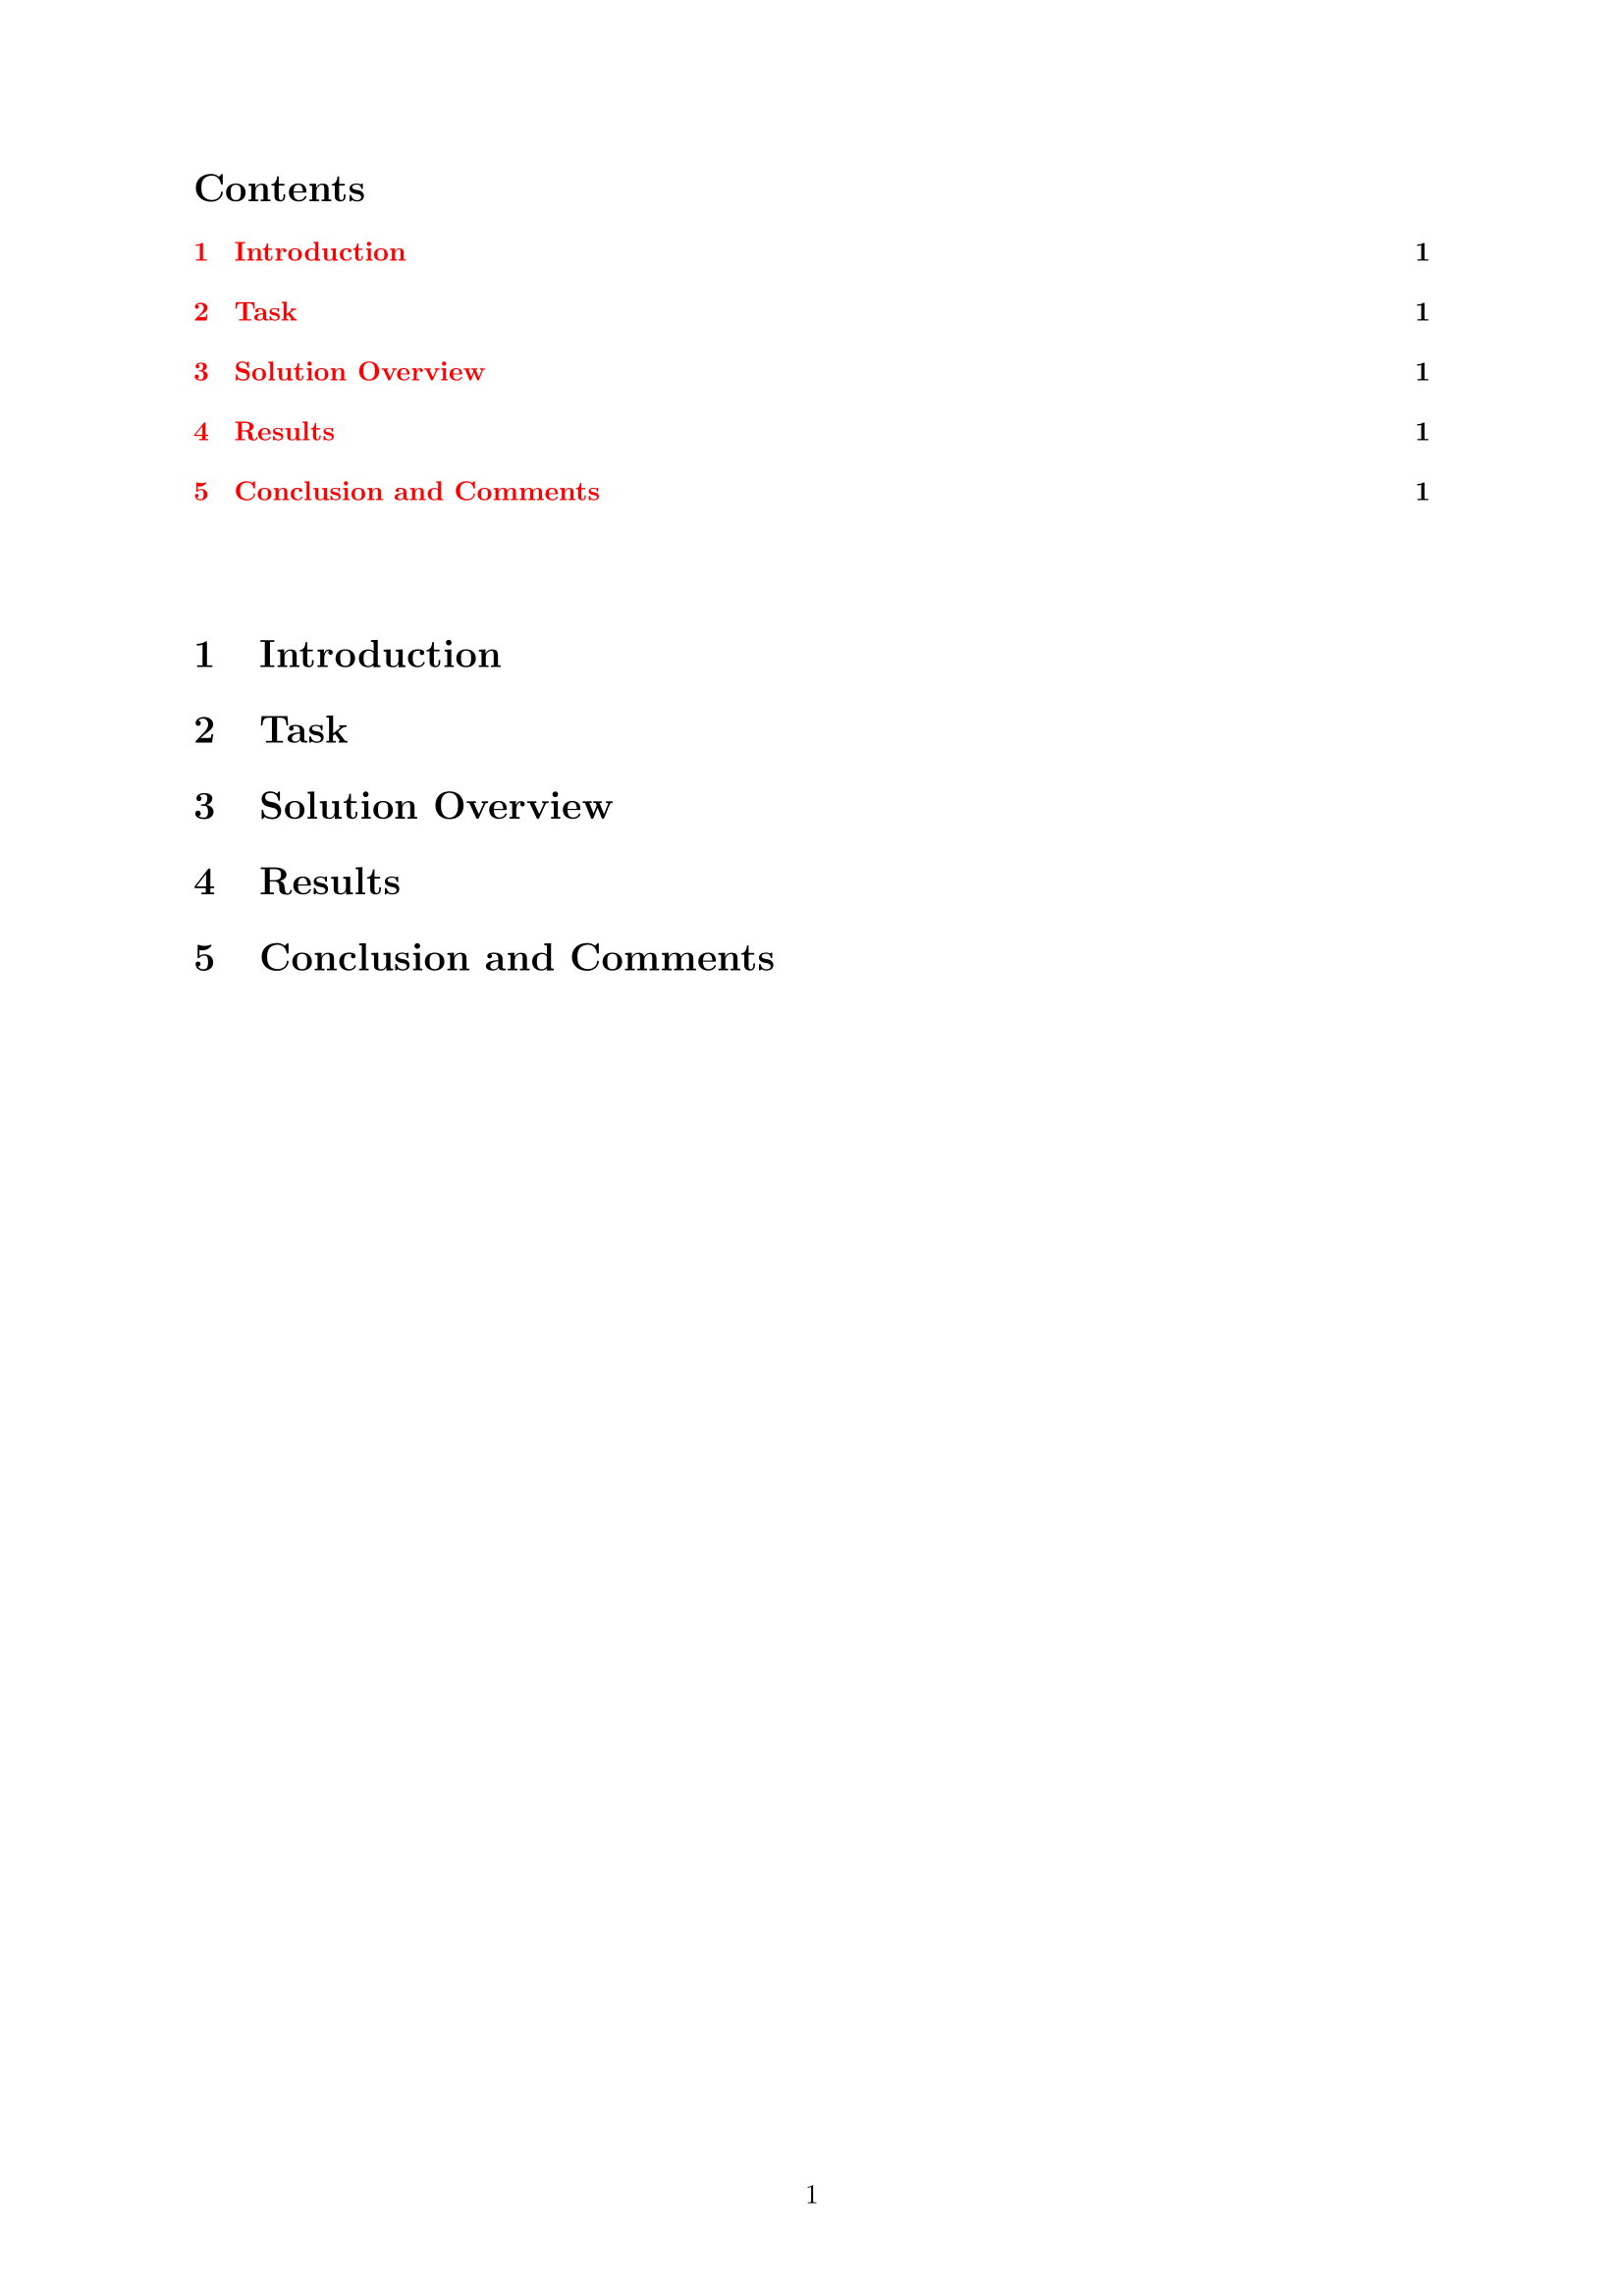 Contents
1 Introduction 1
2 Task 1
3 Solution Overview 1
4 Results 1
5 Conclusion and Comments 1
1 Introduction
2 Task
3 Solution Overview
4 Results
5 Conclusion and Comments
1